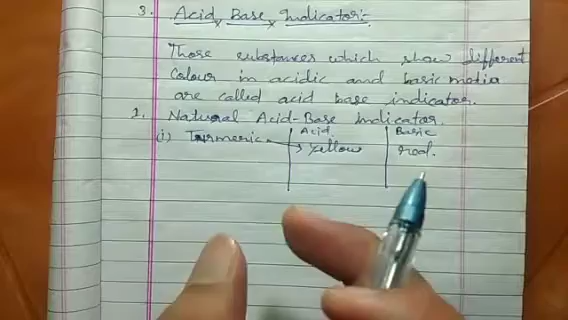 3. Acid, Base, Indicator:-
Those substances which show different
colour in acidic and basic media
are called acid base indicator.
1. Natural Acid-Base Indicator.
Acid Basic
(i) Turmeric → Yellow red.